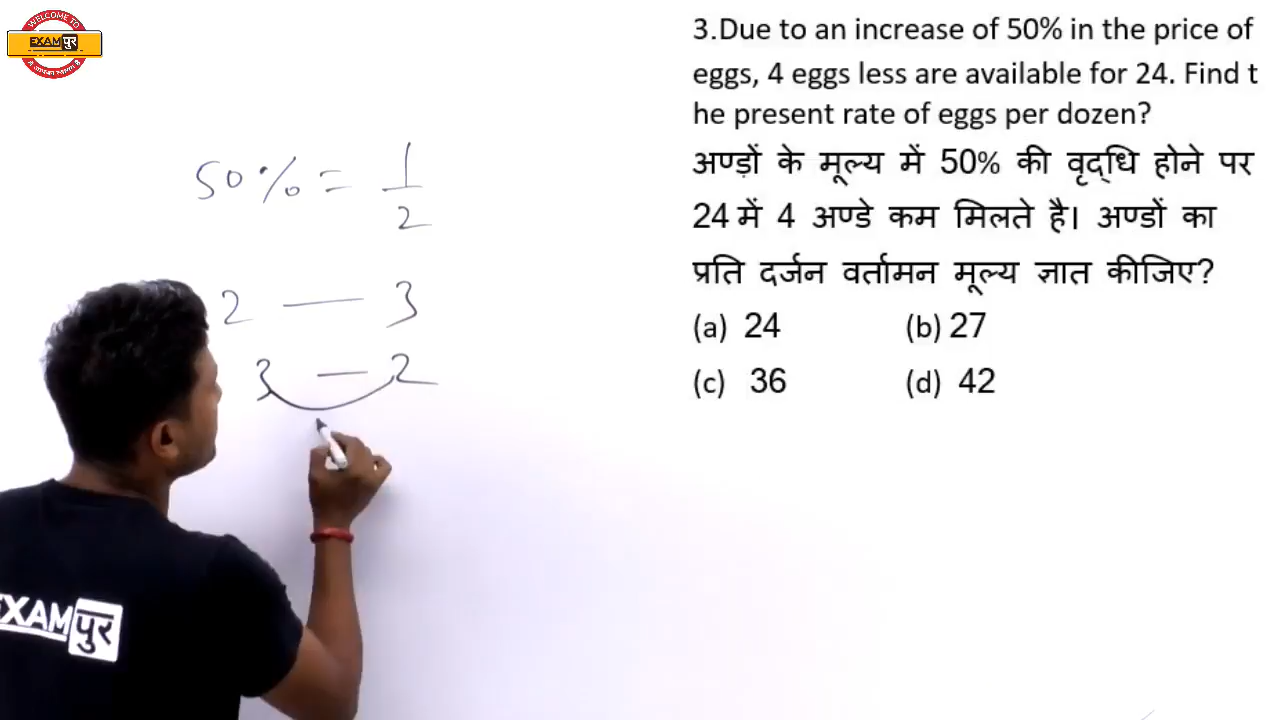 WELCOME TO
EXAMपुर
3.Due to an increase of 50% in the price of
eggs, 4 eggs less are available for 24. Find t
he present rate of eggs per dozen?
अण्ड़ों के मूल्य में 50% की वृद्धि होने पर
24 में 4 अण्डे कम मिलते है। अण्डों का
प्रति दर्जन वर्तामन मूल्य ज्ञात कीजिए?
(a) 24 (b) 27
(c) 36 (d) 42
50% = 1/2
2 — 3
3 — 2
EXAMपुर